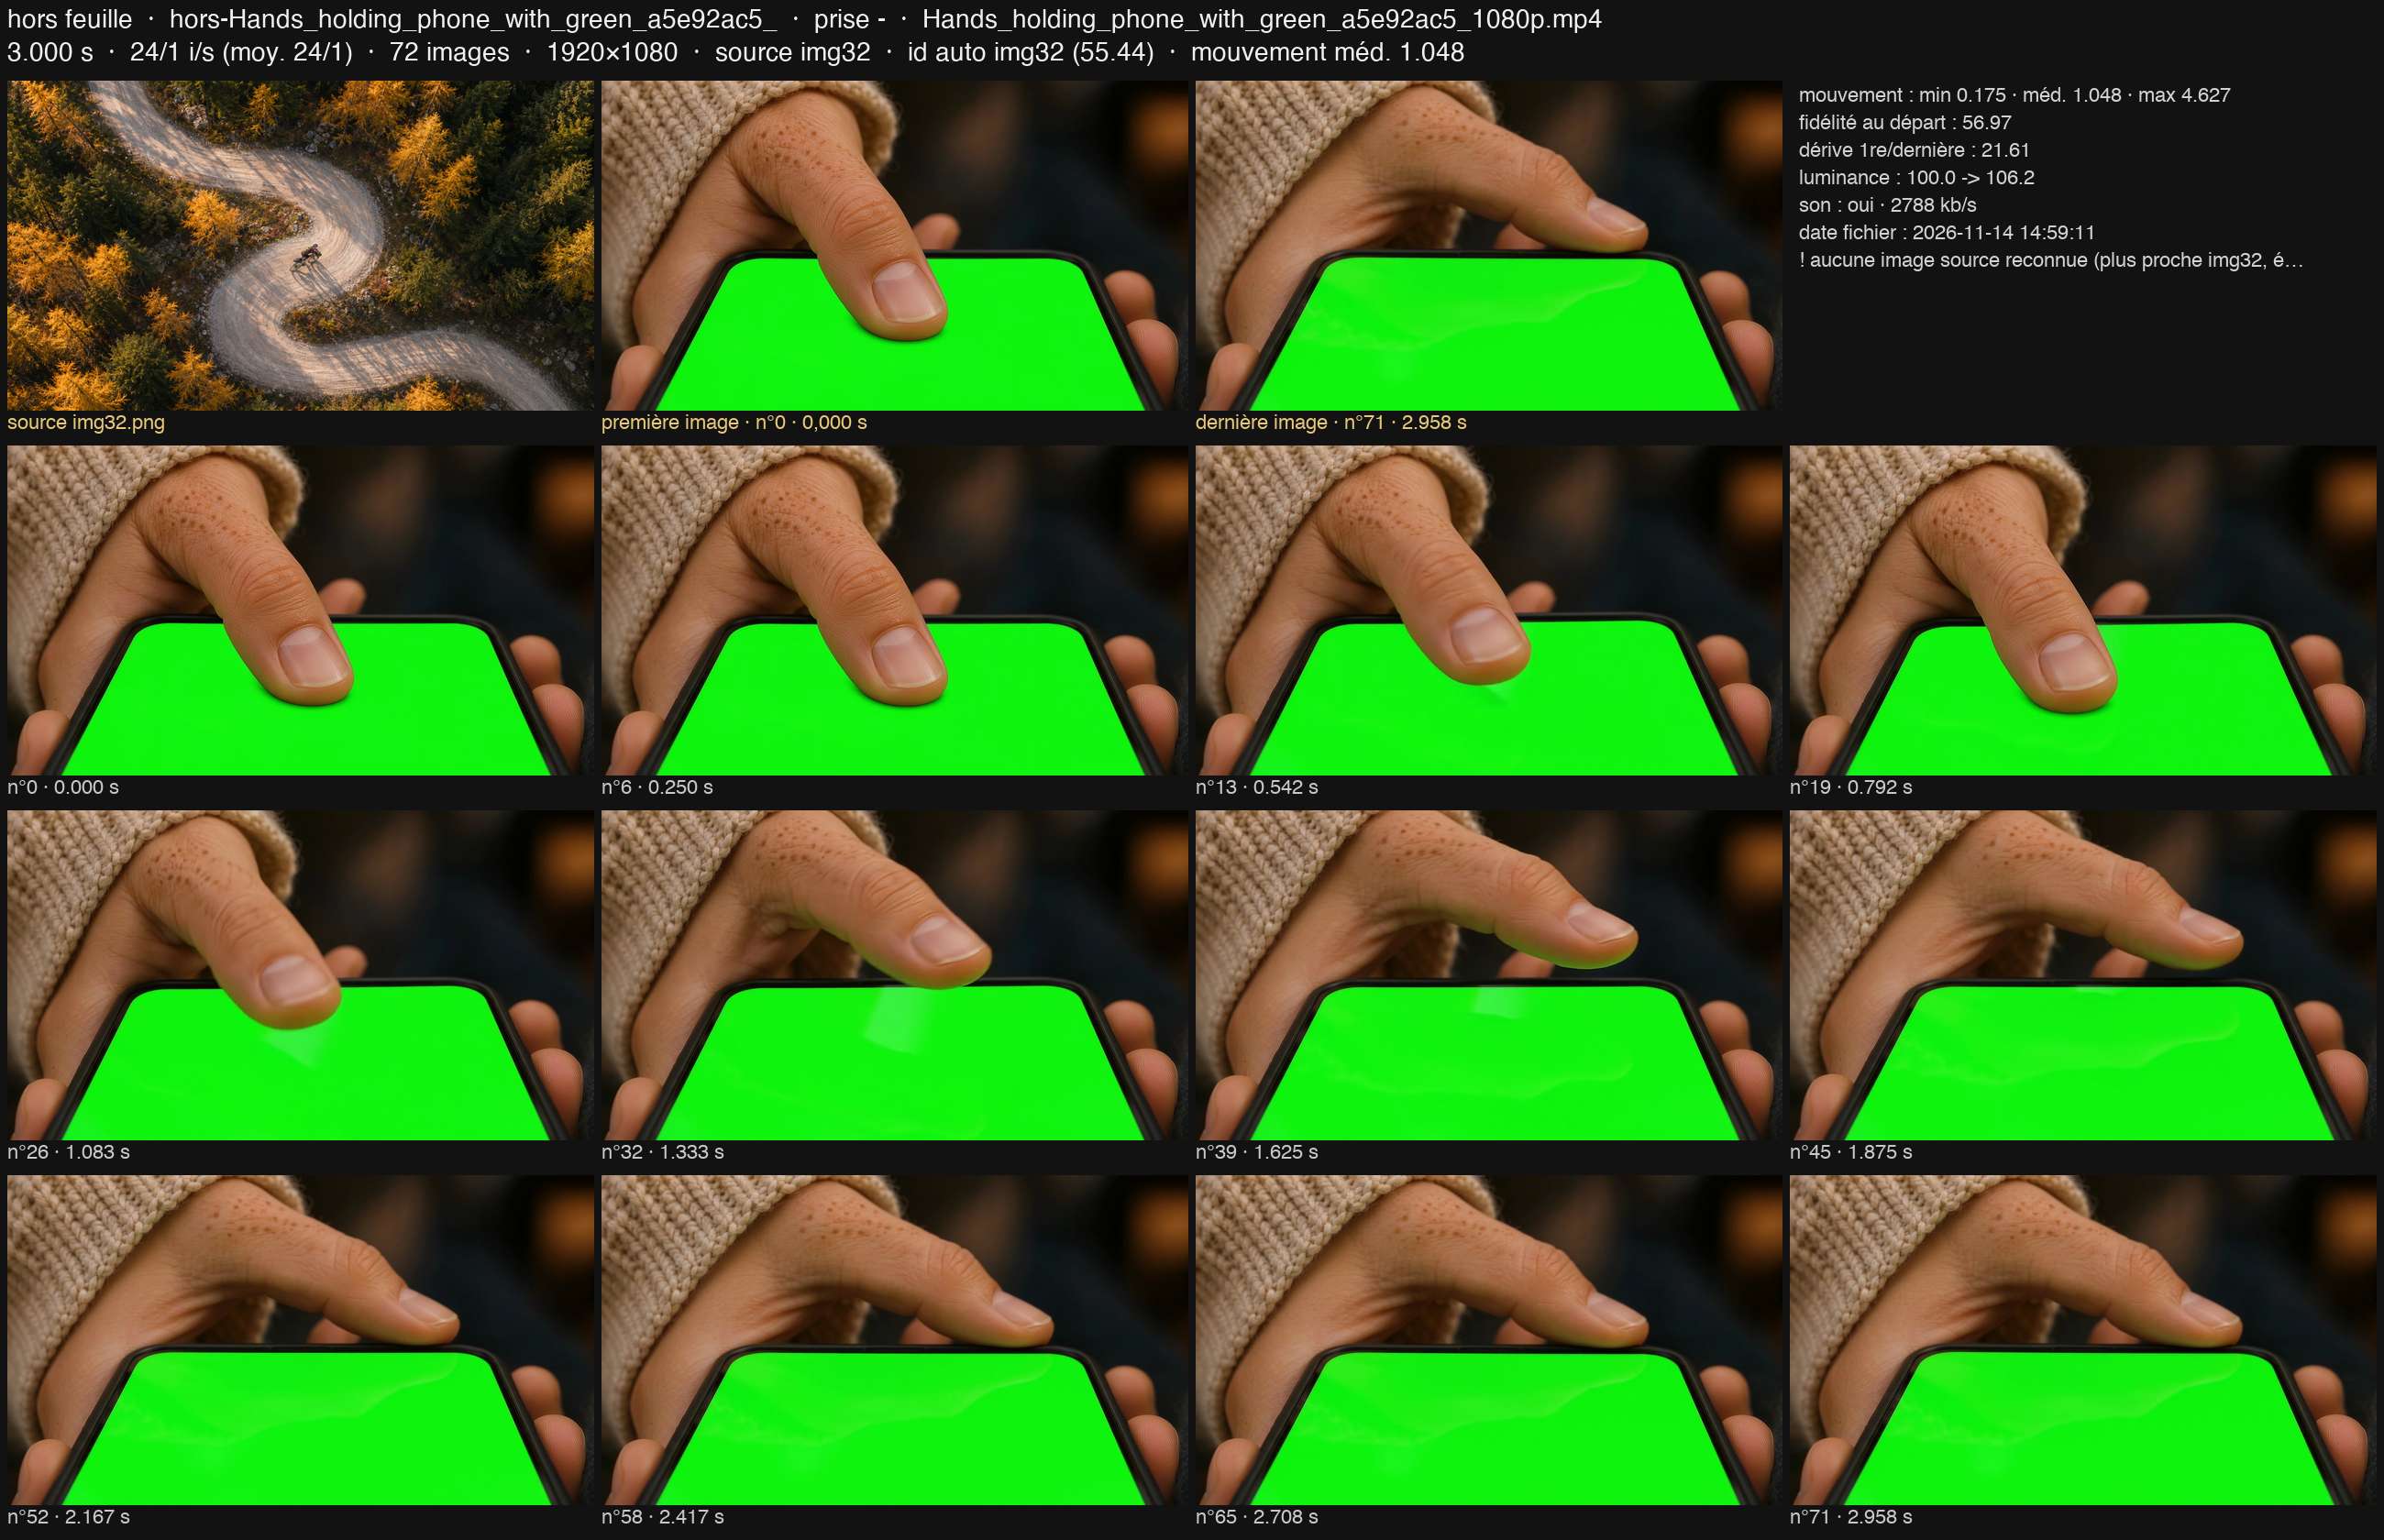 hors feuille · hors-Hands_holding_phone_with_green_a5e92ac5_ · prise - · Hands_holding_phone_with_green_a5e92ac5_1080p.mp4
3.000 s · 24/1 i/s (moy. 24/1) · 72 images · 1920×1080 · source img32 · id auto img32 (55.44) · mouvement méd. 1.048
mouvement : min 0.175 · méd. 1.048 · max 4.627
fidélité au départ : 56.97
dérive 1re/dernière : 21.61
luminance : 100.0 -> 106.2
son : oui · 2788 kb/s
date fichier : 2026-11-14 14:59:11
! aucune image source reconnue (plus proche img32, é…
source img32.png
première image · n°0 · 0,000 s
dernière image · n°71 · 2.958 s
n°0 · 0.000 s
n°6 · 0.250 s
n°13 · 0.542 s
n°19 · 0.792 s
n°26 · 1.083 s
n°32 · 1.333 s
n°39 · 1.625 s
n°45 · 1.875 s
n°52 · 2.167 s
n°58 · 2.417 s
n°65 · 2.708 s
n°71 · 2.958 s